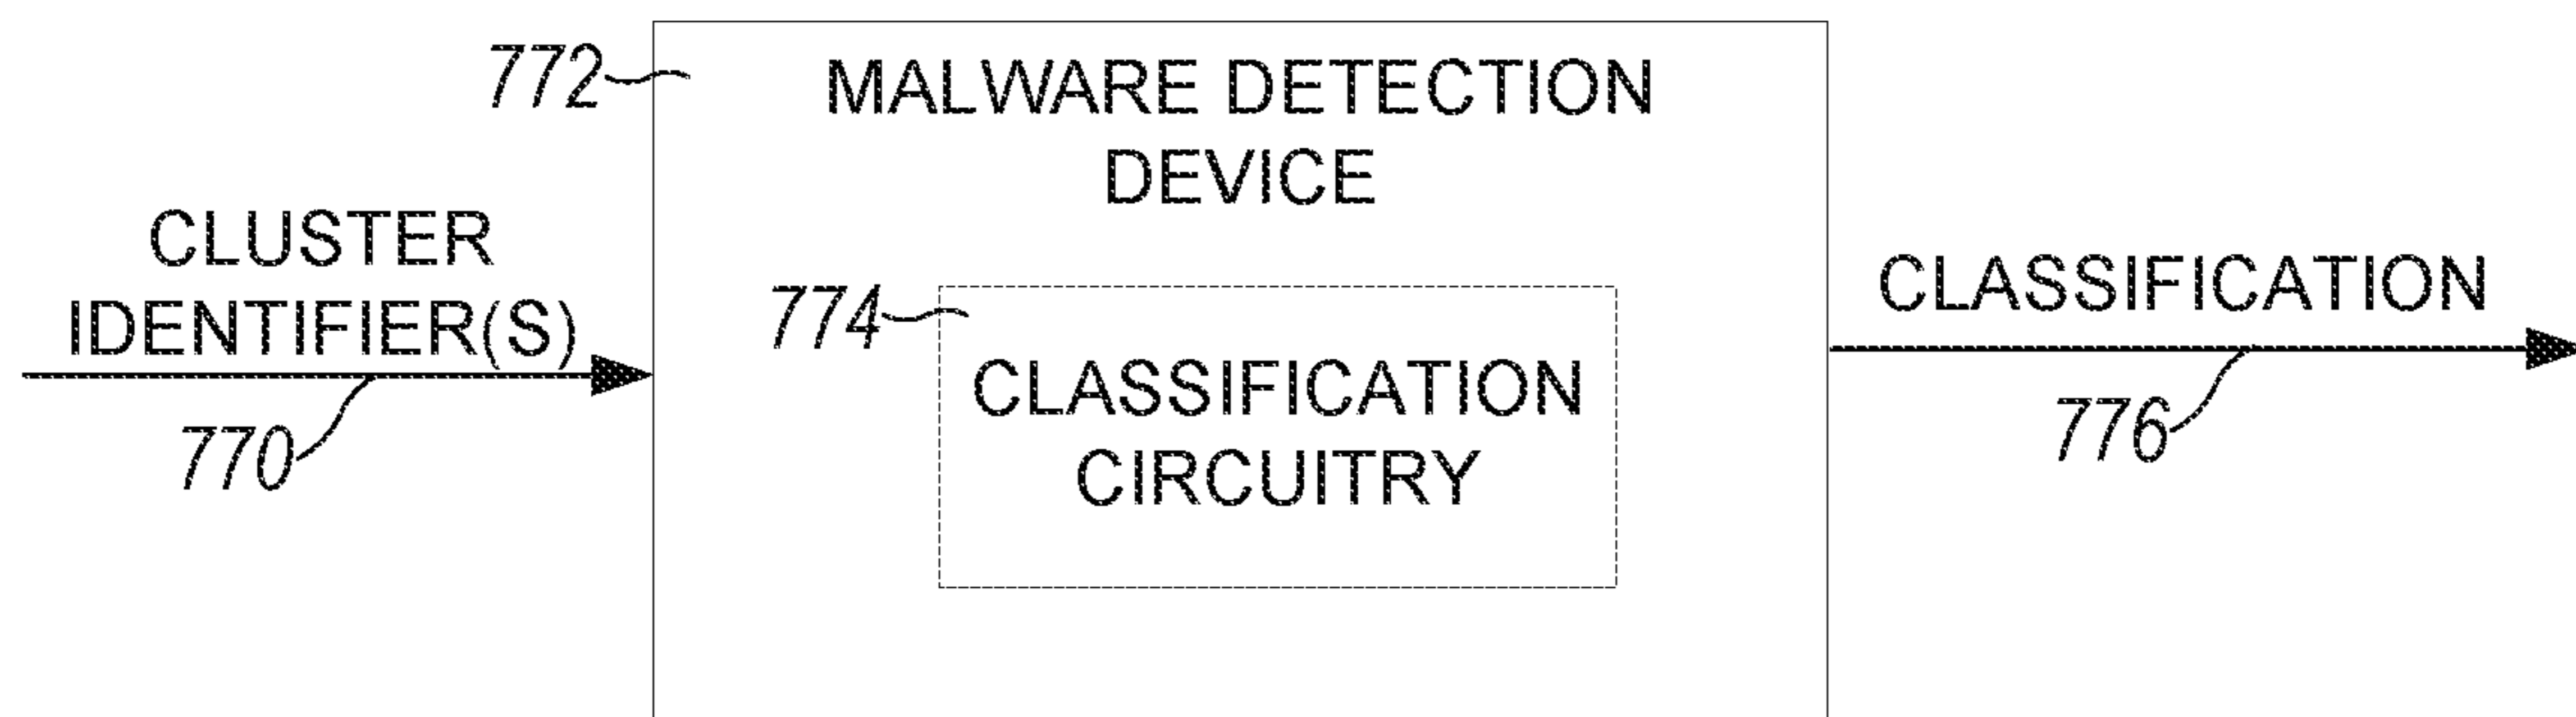 772
MALWARE DETECTION
DEVICE
CLUSTER
IDENTIFIER(S)
770
774
CLASSIFICATION
CIRCUITRY
CLASSIFICATION
776